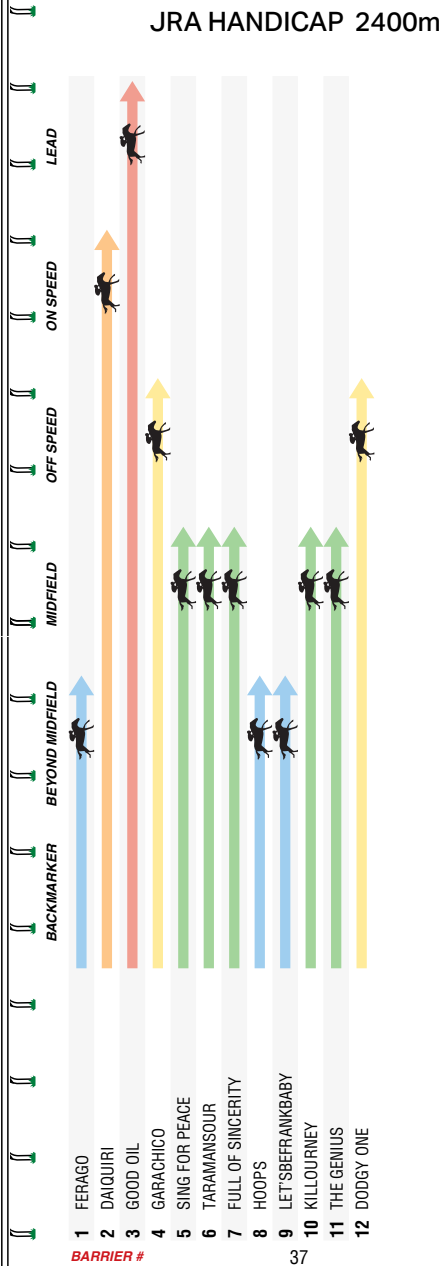 JRA HANDICAP 2400m
LEAD
ON SPEED
OFF SPEED
MIDFIELD
BEYOND MIDFIELD
BACKMARKER
1 FERAGO
2 DAIQUIRI
3 GOOD OIL
4 GARACHICO
5 SING FOR PEACE
6 TARAMANSOUR
7 FULL OF SINCERITY
8 HOOPS
9 LET'SBEFRANKBABY
10 KILLOURNEY
11 THE GENIUS
12 DODGY ONE
BARRIER #
37